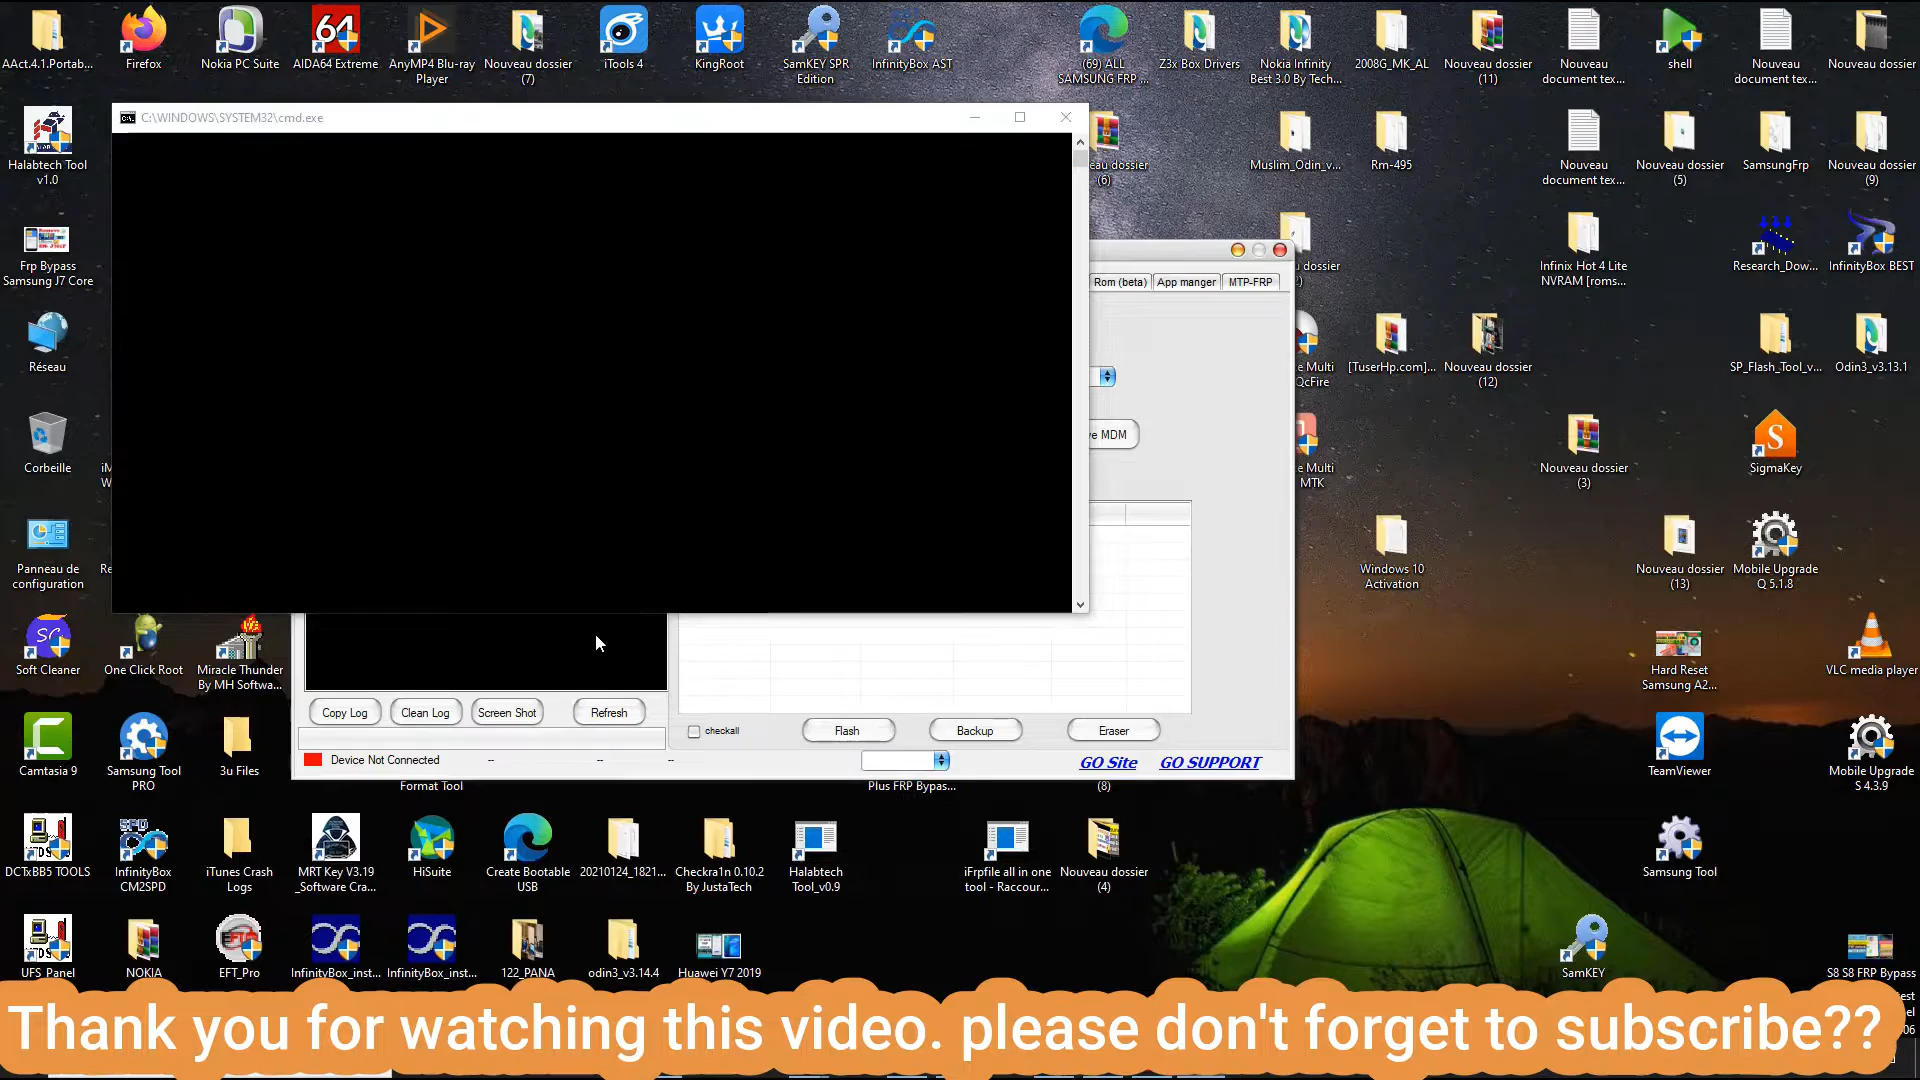 AAct.4.1.Portab...
Firefox
Nokia PC Suite
AIDA64 Extreme
AnyMP4 Blu-ray
Player
Nouveau dossier
(7)
iTools 4
KingRoot
SamKEY SPR
Edition
InfinityBox AST
(69) ALL
SAMSUNG FRP ...
Z3x Box Drivers
Nokia Infinity
Best 3.0 By Tech...
2008G_MK_AL
Nouveau dossier
(11)
Nouveau
document tex...
shell
Nouveau
document tex...
Nouveau dossier
C:\WINDOWS\SYSTEM32\cmd.exe
Halabtech Tool
v1.0
eau dossier
(6)
Muslim_Odin_v...
Rm-495
Nouveau
document tex...
Nouveau dossier
(5)
SamsungFrp
Nouveau dossier
(9)
Frp Bypass
Samsung J7 Core
u dossier
Infinix Hot 4 Lite
NVRAM [roms...
Research_Dow...
InfinityBox BEST
Rom (beta)
App manger
MTP-FRP
Réseau
e Multi
QcFire
[TuserHp.com]...
Nouveau dossier
(12)
SP_Flash_Tool_v...
Odin3_v3.13.1
ve MDM
Corbeille
e Multi
MTK
Nouveau dossier
(3)
SigmaKey
Panneau de
configuration
Windows 10
Activation
Nouveau dossier
(13)
Mobile Upgrade
Q 5.1.8
Soft Cleaner
One Click Root
Miracle Thunder
By MH Softwa...
Hard Reset
Samsung A2...
VLC media player
Copy Log
Clean Log
Screen Shot
Refresh
checkall
Flash
Backup
Eraser
Device Not Connected
--
--
--
GO Site
GO SUPPORT
Camtasia 9
Samsung Tool
PRO
3u Files
Format Tool
Plus FRP Bypas...
(8)
TeamViewer
Mobile Upgrade
S 4.3.9
DCTxBB5 TOOLS
InfinityBox
CM2SPD
iTunes Crash
Logs
MRT Key V3.19
_Software Cra...
HiSuite
Create Bootable
USB
20210124_1821...
Checkra1n 0.10.2
By JustaTech
Halabtech
Tool_v0.9
iFrpfile all in one
tool - Raccour...
Nouveau dossier
(4)
Samsung Tool
UFS_Panel
NOKIA
EFT_Pro
InfinityBox_inst...
InfinityBox_inst...
122_PANA
odin3_v3.14.4
Huawei Y7 2019
SamKEY
S8 S8 FRP Bypass
Thank you for watching this video. please don't forget to subscribe??